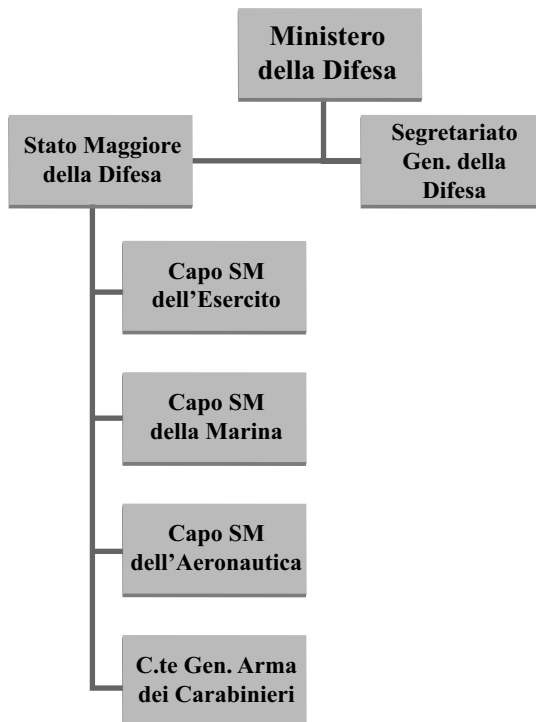 Ministero
della Difesa
Stato Maggiore
della Difesa
Segretariato
Gen. della
Difesa
Capo SM
dell’Esercito
Capo SM
della Marina
Capo SM
dell’Aeronautica
C.te Gen. Arma
dei Carabinieri